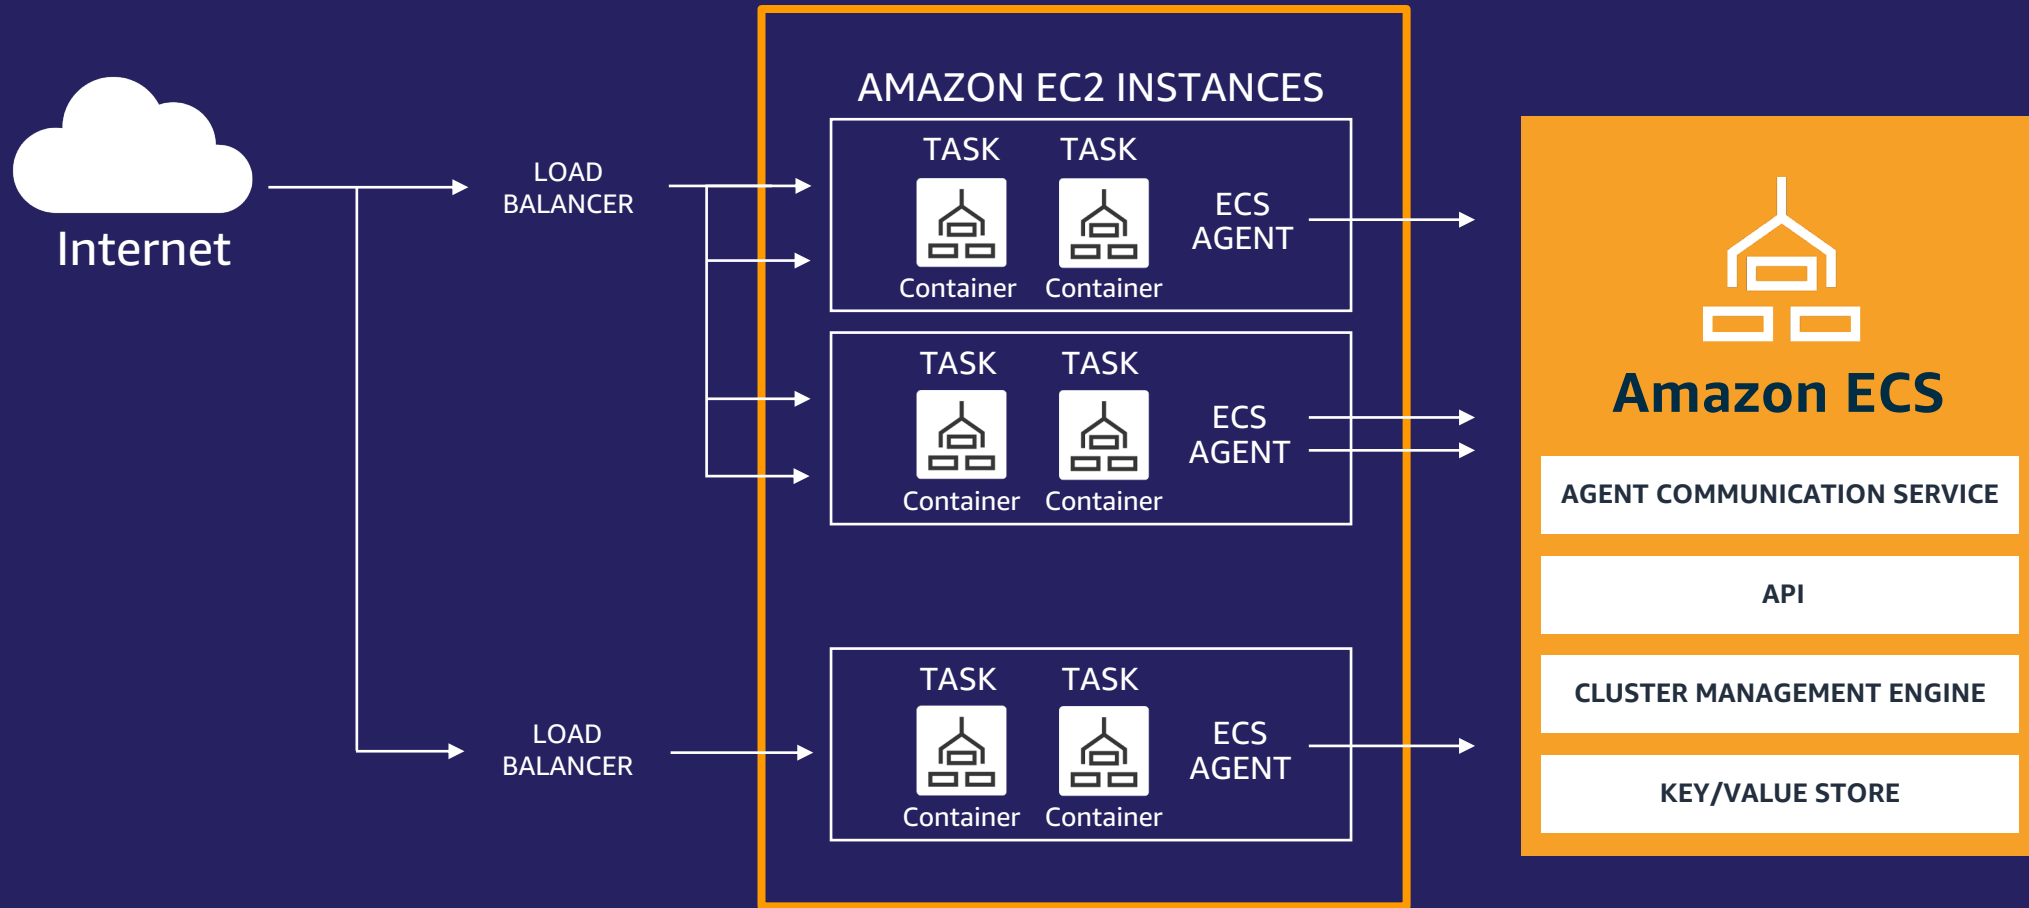 Internet
LOAD
BALANCER
LOAD
BALANCER
AMAZON EC2 INSTANCES
TASK TASK
Container Container
ECS
AGENT
TASK TASK
Container Container
ECS
AGENT
TASK TASK
Container Container
ECS
AGENT
Amazon ECS
AGENT COMMUNICATION SERVICE
API
CLUSTER MANAGEMENT ENGINE
KEY/VALUE STORE